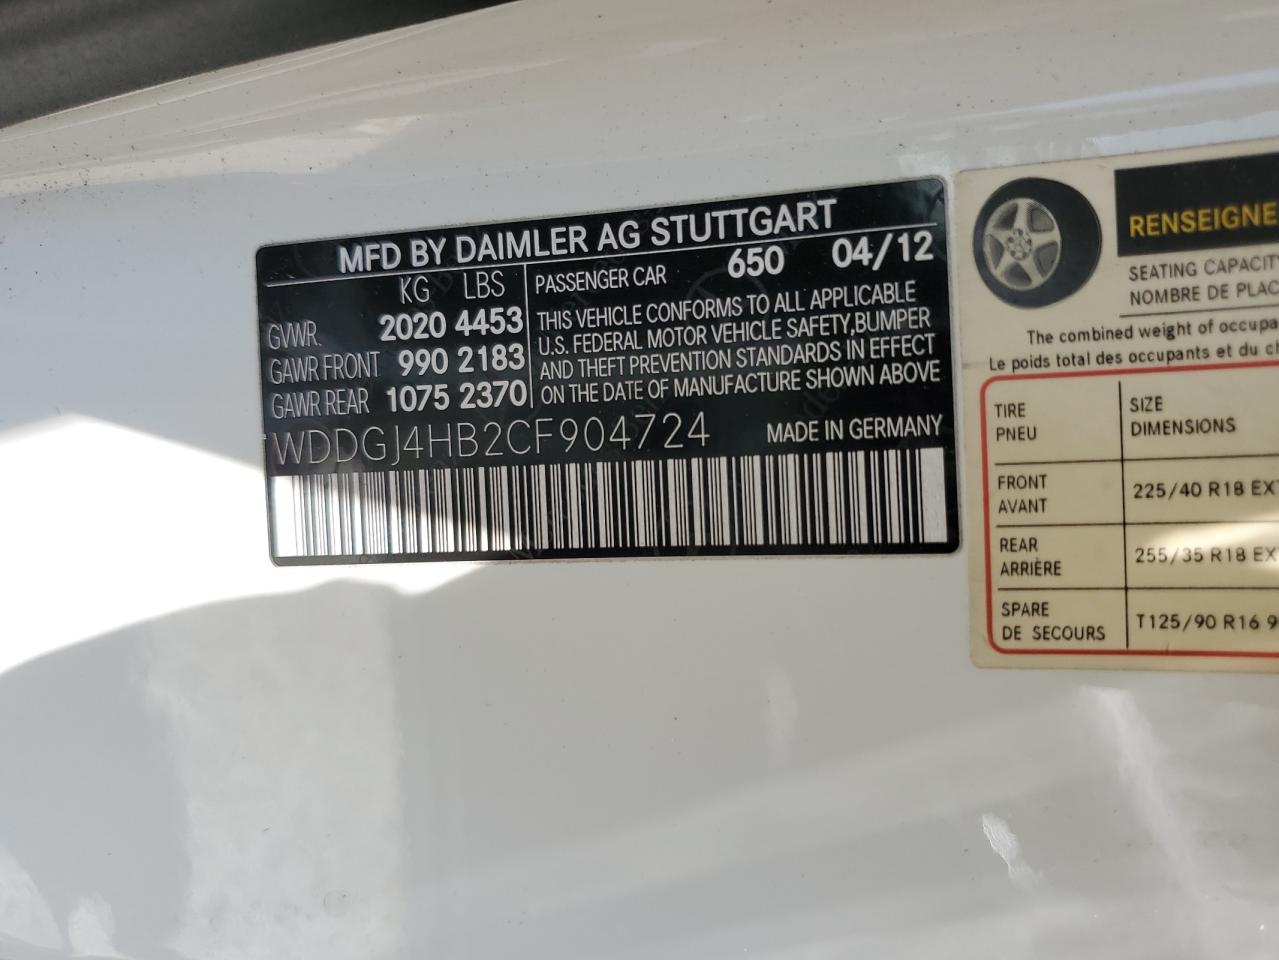 MFD BY DAIMLER AG STUTTGART
KG LBS
GVWR. 2020 4453
GAWR FRONT 990 2183
GAWR REAR 1075 2370
PASSENGER CAR 650 04/12
THIS VEHICLE CONFORMS TO ALL APPLICABLE
U.S. FEDERAL MOTOR VEHICLE SAFETY,BUMPER
AND THEFT PREVENTION STANDARDS IN EFFECT
ON THE DATE OF MANUFACTURE SHOWN ABOVE
WDDGJ4HB2CF904724 MADE IN GERMANY
RENSEIGNE
SEATING CAPACITY
NOMBRE DE PLAC
The combined weight of occupa
Le poids total des occupants et du ch
TIRE SIZE
PNEU DIMENSIONS
FRONT
AVANT
225/40 R18 EX
REAR
ARRIÈRE
255/35 R18 EX
SPARE
DE SECOURS
T125/90 R16 9